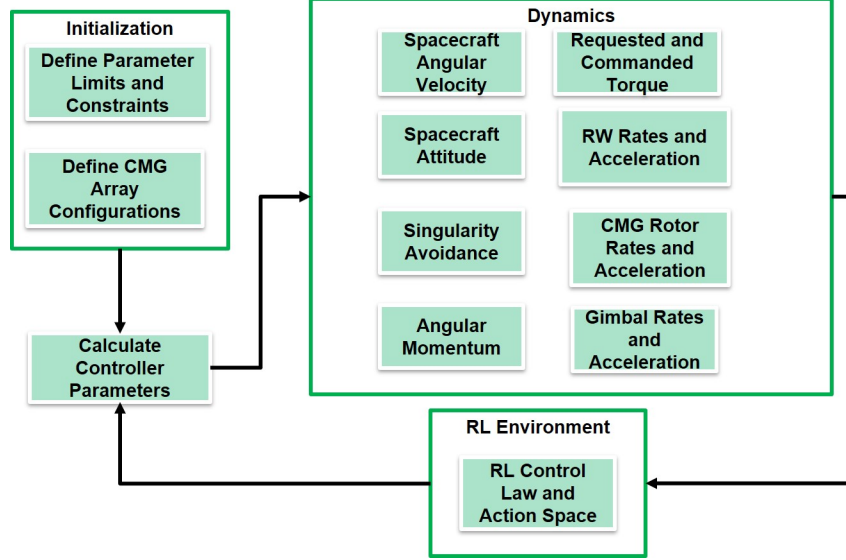 Initialization
Define Parameter
Limits and
Constraints
Define CMG
Array
Configurations
Calculate
Controller
Parameters
Dynamics
Spacecraft
Angular
Velocity
Requested and
Commanded
Torque
Spacecraft
Attitude
RW Rates and
Acceleration
Singularity
Avoidance
CMG Rotor
Rates and
Acceleration
Angular
Momentum
Gimbal Rates
and
Acceleration
RL Environment
RL Control
Law and
Action Space